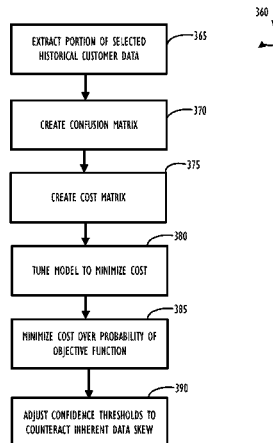 360
365
EXTRACT PORTION OF SELECTED
HISTORICAL CUSTOMER DATA
370
CREATE CONFUSION MATRIX
375
CREATE COST MATRIX
380
TUNE MODEL TO MINIMIZE COST
385
MINIMIZE COST OVER PROBABILITY OF
OBJECTIVE FUNCTION
390
ADJUST CONFIDENCE THRESHOLDS TO
COUNTERACT INHERENT DATA SKEW